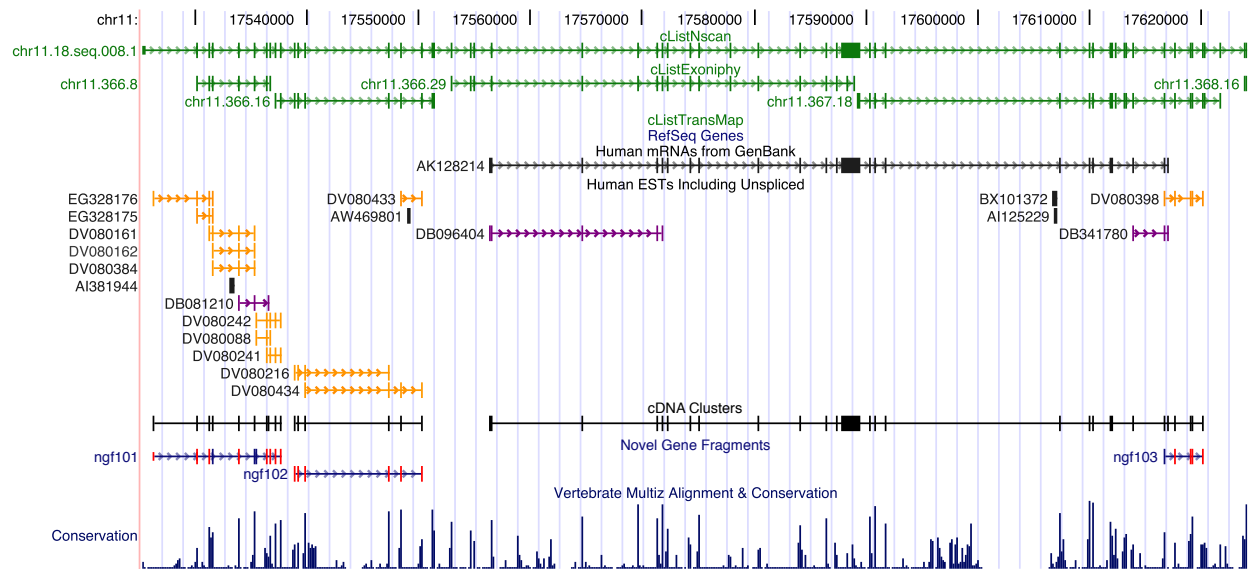 chr11: 17540000 17550000 17560000 17570000 17580000 17590000 17600000 17610000 17620000
cListNscan
chr11.18.seq.008.1
cListExoniphy
chr11.366.8 chr11.366.29 chr11.368.16
chr11.366.16 chr11.367.18
cListTransMap
RefSeq Genes
Human mRNAs from GenBank
AK128214
Human ESTs Including Unspliced
EG328176 DV080433 BX101372 DV080398
EG328175 AW469801 AI125229
DV080161 DB096404 DB341780
DV080162
DV080384
AI381944
DB081210
DV080242
DV080088
DV080241
DV080216
DV080434
cDNA Clusters
Novel Gene Fragments
ngf101 ngf103
ngf102
Vertebrate Multiz Alignment & Conservation
Conservation